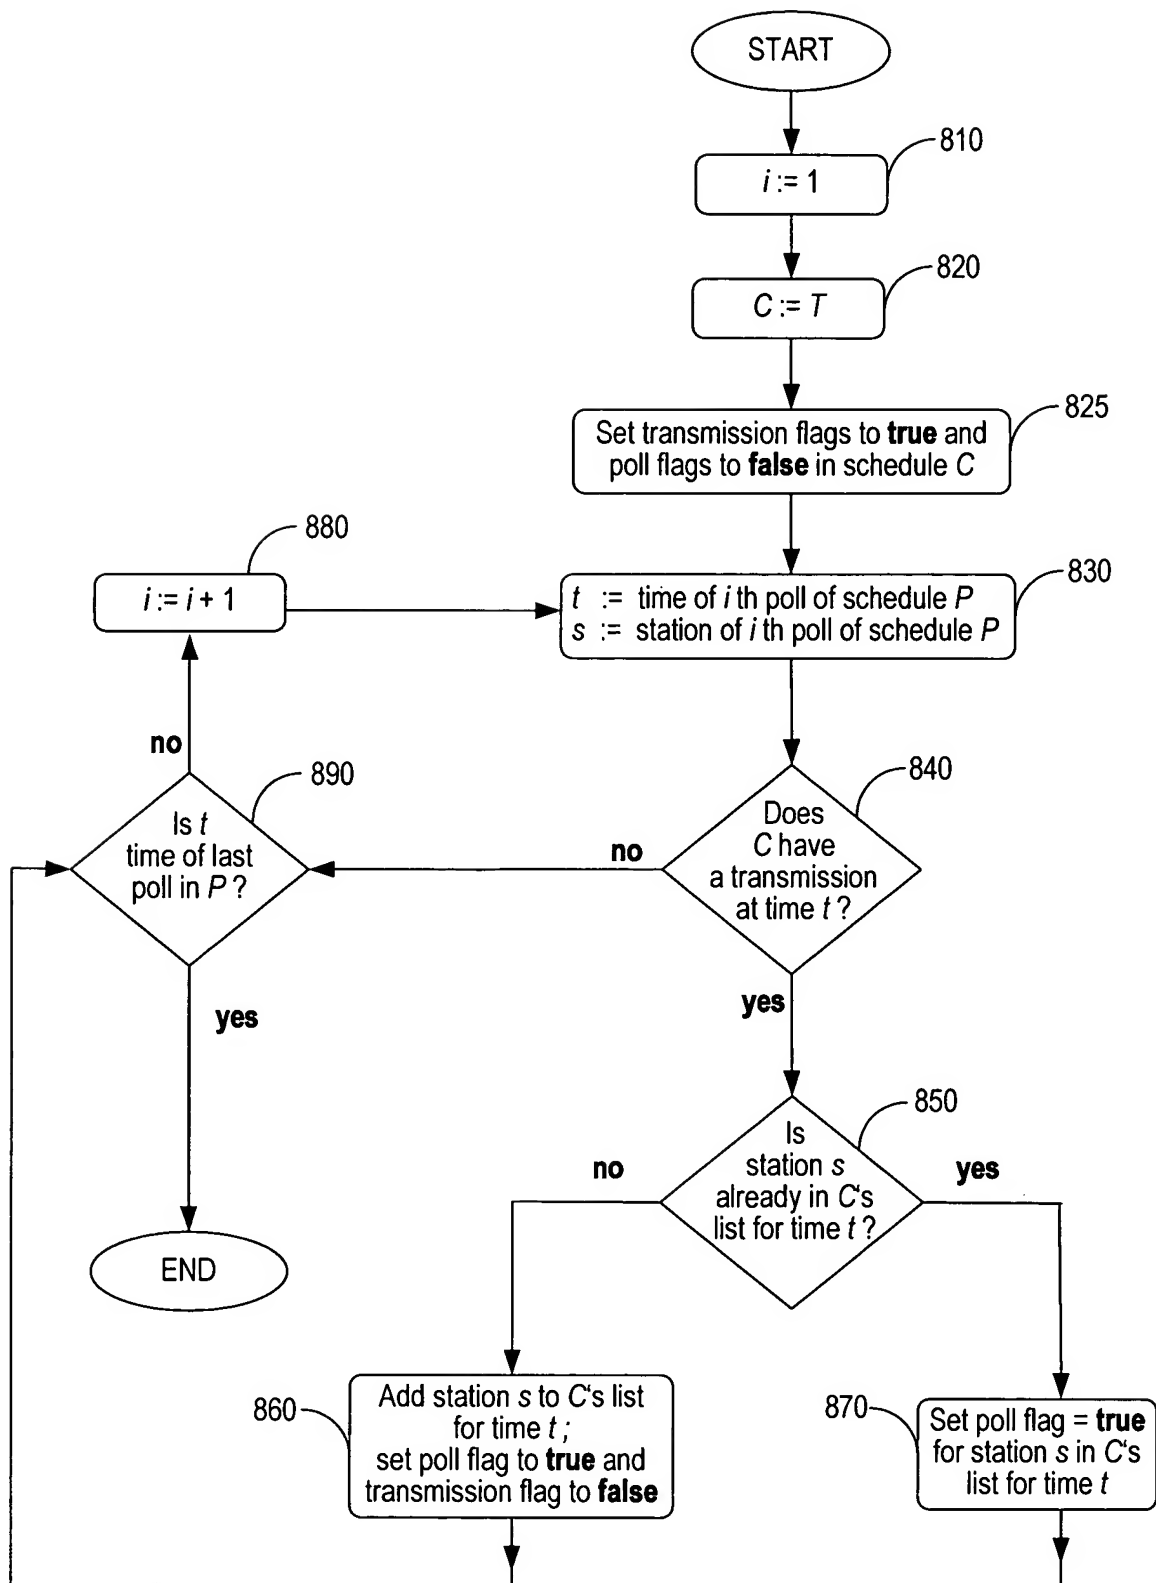 START
810
i := 1
820
C := T
825
Set transmission flags to true and
poll flags to false in schedule C
880
i := i + 1
830
t := time of i th poll of schedule P
s := station of i th poll of schedule P
no
890
Is t
time of last
poll in P ?
840
Does
C have
a transmission
at time t ?
no
yes
yes
850
Is
station s
already in C's
list for time t ?
no
yes
END
860
Add station s to C's list
for time t ;
set poll flag to true and
transmission flag to false
870
Set poll flag = true
for station s in C's
list for time t